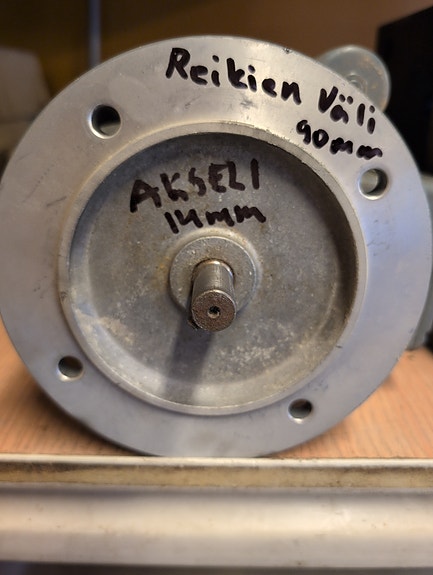 Reikien Väli
90mm
AKSELI
14mm